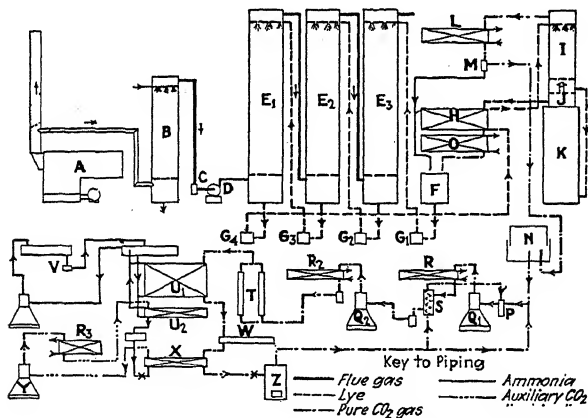 L
I
M
J
E₁
E₂
E₃
B
H
O
A
K
C
D
F
G₄
G₃
G₂
G₁
N
V
R₂
R
U₁
T
S
P
U₂
Q₂
Q₁
R₃
W
X
Y
Z
Key to Piping
Flue gas
Ammonia
Lye
Auxiliary CO₂
Pure CO₂ gas